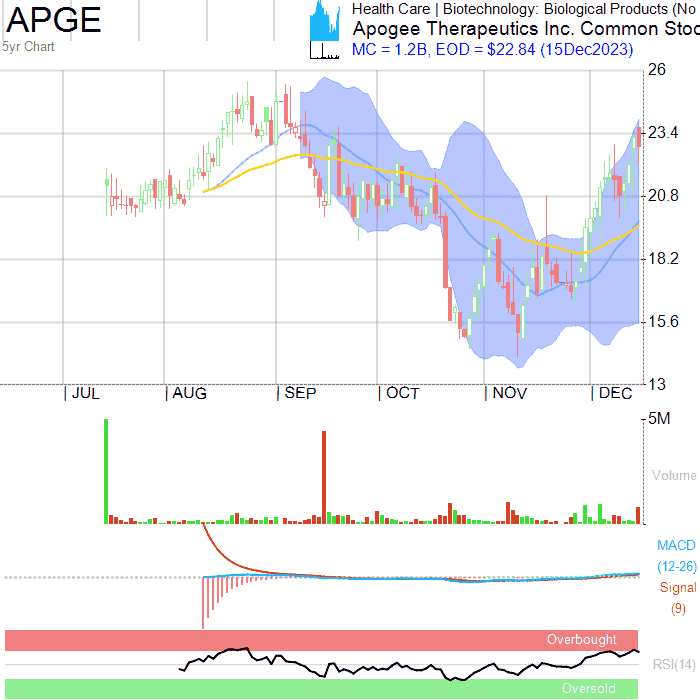 APGE
5yr Chart
Health Care | Biotechnology: Biological Products (No
Apogee Therapeutics Inc. Common Stoc
MC = 1.2B, EOD = $22.84 (15Dec2023)
26
23.4
20.8
18.2
15.6
13
JUL AUG SEP OCT NOV DEC
5M
Volume
MACD
(12-26)
Signal
(9)
Overbought
RSI(14)
Oversold